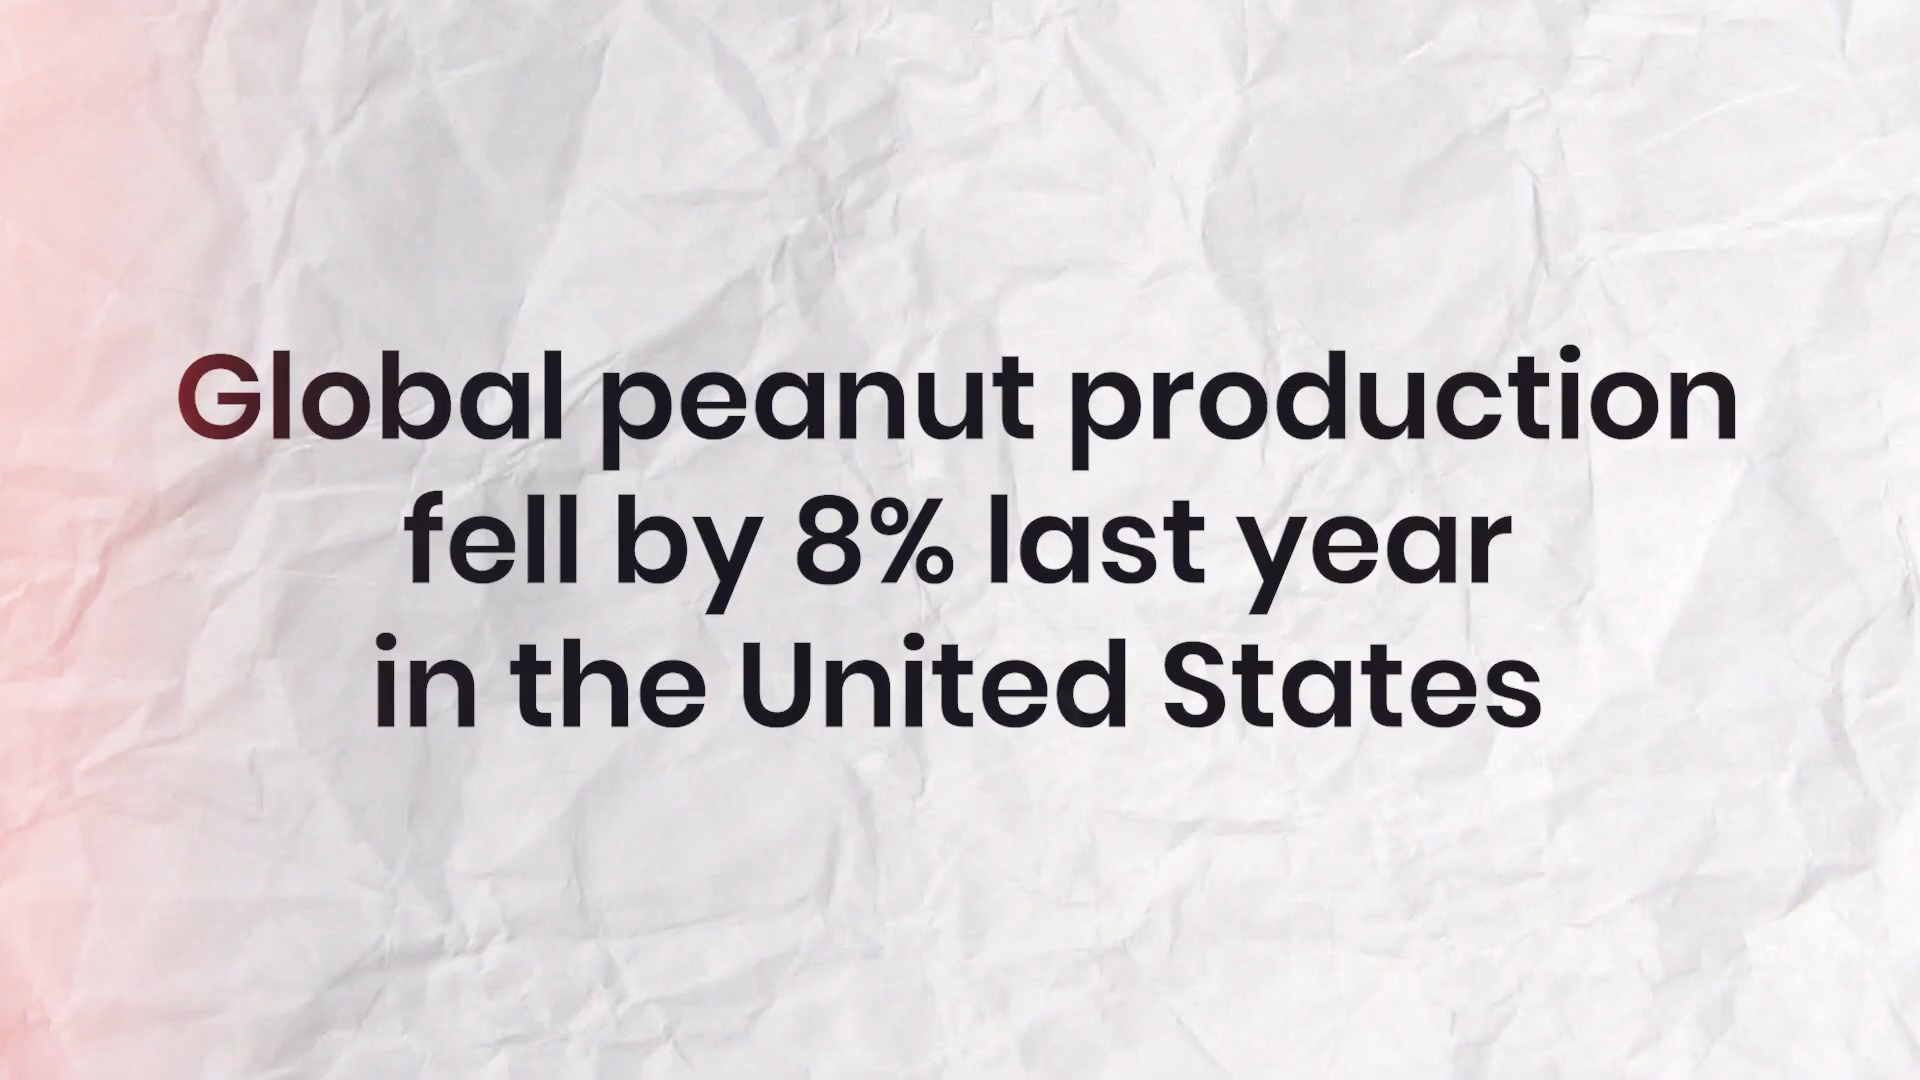 Global peanut production
fell by 8% last year
in the United States